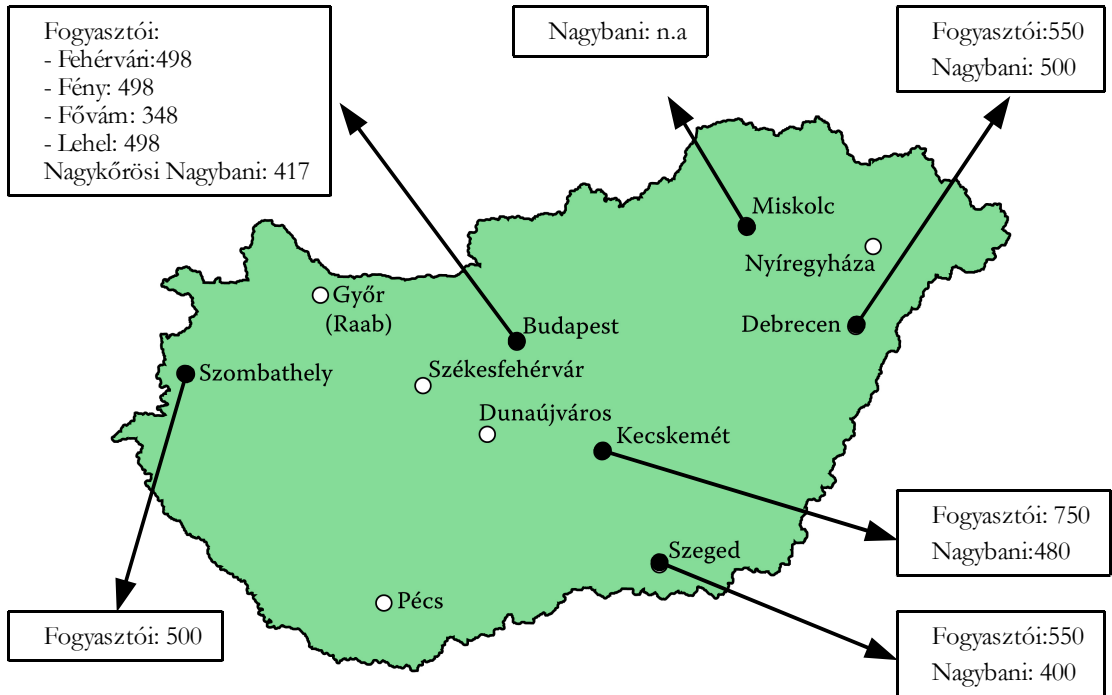 Fogyasztói:
- Fehérvári:498
- Fény: 498
- Fővám: 348
- Lehel: 498
Nagykőrösi Nagybani: 417
Nagybani: n.a
Fogyasztói:550
Nagybani: 500
Miskolc
Nyíregyháza
Győr
(Raab)
Budapest
Debrecen
Szombathely
Székesfehérvár
Dunaújváros
Kecskemét
Fogyasztói: 750
Nagybani:480
Szeged
Pécs
Fogyasztói: 500
Fogyasztói:550
Nagybani: 400